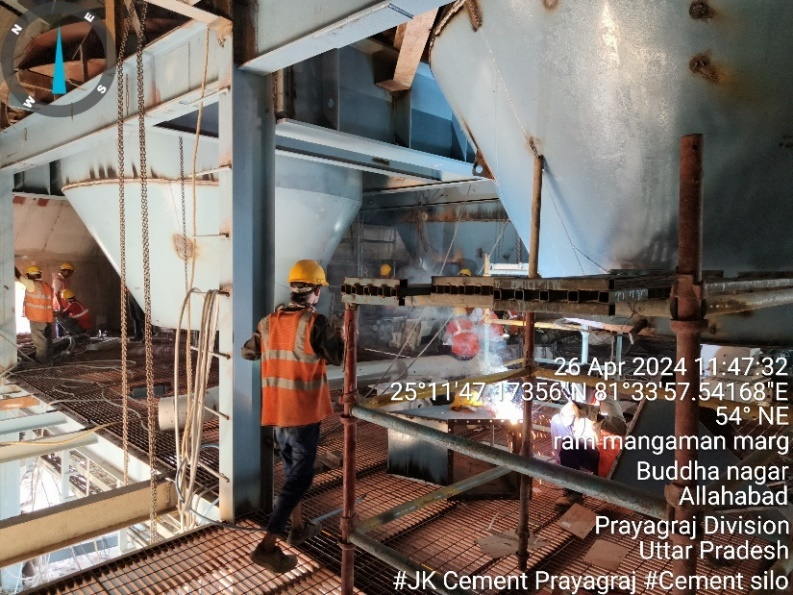 N
E
W
S
26 Apr 2024 11:47:32
25°11'47.17356"N 81°33'57.54168"E
54° NE
ram mangaman marg
Buddha nagar
Allahabad
Prayagraj Division
Uttar Pradesh
#JK Cement Prayagraj #Cement silo